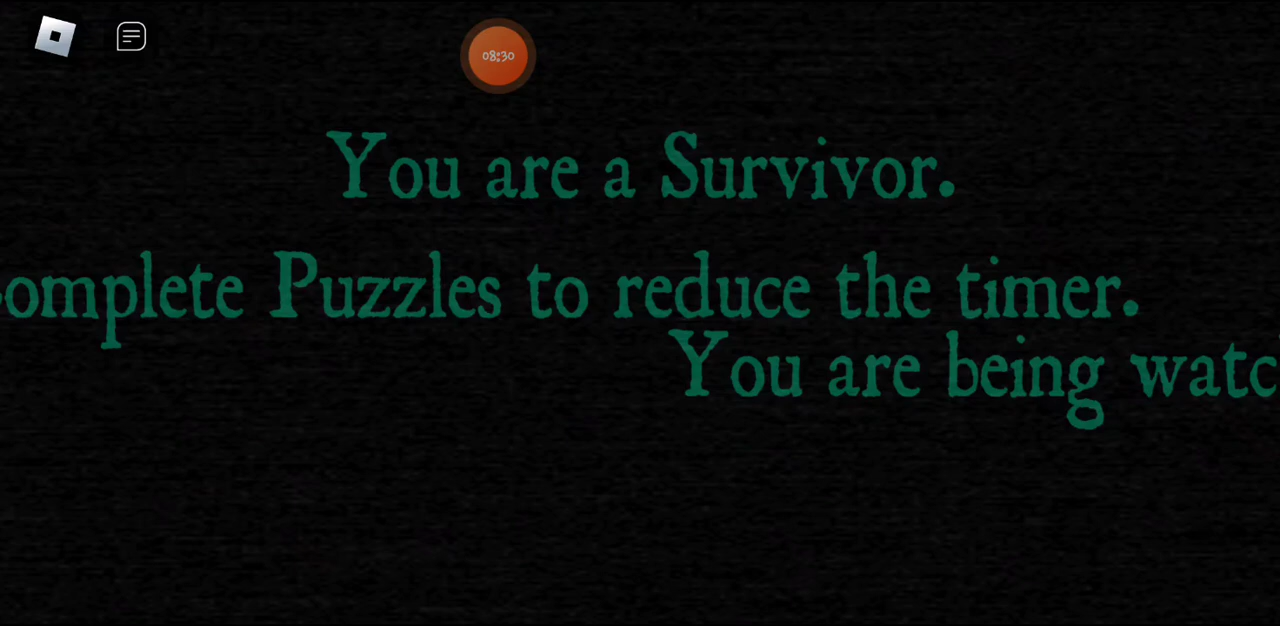 08:30
You are a Survivor.
omplete Puzzles to reduce the timer.
You are being watc